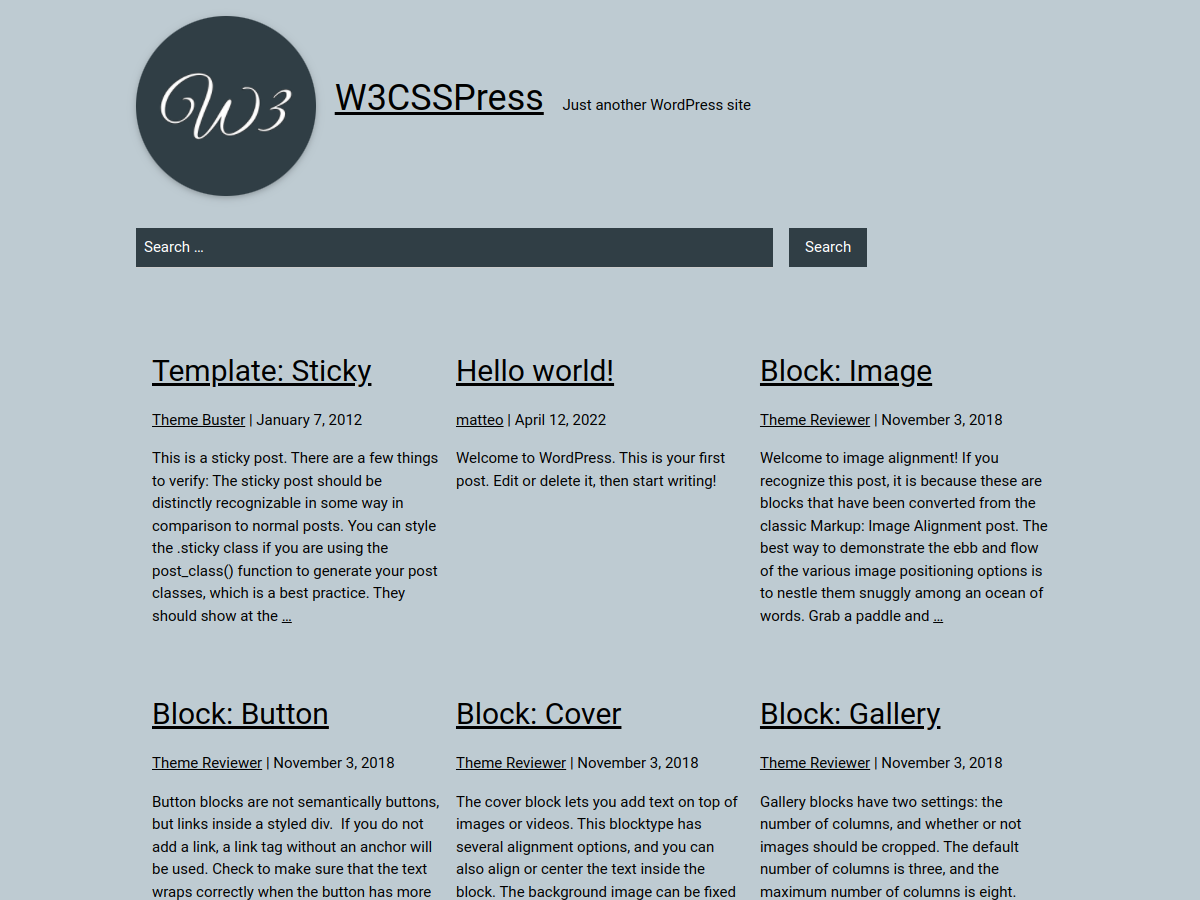 W3
W3CSSPress
Just another WordPress site
Search …
Search
Template: Sticky
Theme Buster | January 7, 2012
This is a sticky post. There are a few things
to verify: The sticky post should be
distinctly recognizable in some way in
comparison to normal posts. You can style
the .sticky class if you are using the
post_class() function to generate your post
classes, which is a best practice. They
should show at the …
Hello world!
matteo | April 12, 2022
Welcome to WordPress. This is your first
post. Edit or delete it, then start writing!
Block: Image
Theme Reviewer | November 3, 2018
Welcome to image alignment! If you
recognize this post, it is because these are
blocks that have been converted from the
classic Markup: Image Alignment post. The
best way to demonstrate the ebb and flow
of the various image positioning options is
to nestle them snuggly among an ocean of
words. Grab a paddle and …
Block: Button
Theme Reviewer | November 3, 2018
Button blocks are not semantically buttons,
but links inside a styled div.  If you do not
add a link, a link tag without an anchor will
be used. Check to make sure that the text
wraps correctly when the button has more
Block: Cover
Theme Reviewer | November 3, 2018
The cover block lets you add text on top of
images or videos. This blocktype has
several alignment options, and you can
also align or center the text inside the
block. The background image can be fixed
Block: Gallery
Theme Reviewer | November 3, 2018
Gallery blocks have two settings: the
number of columns, and whether or not
images should be cropped. The default
number of columns is three, and the
maximum number of columns is eight.